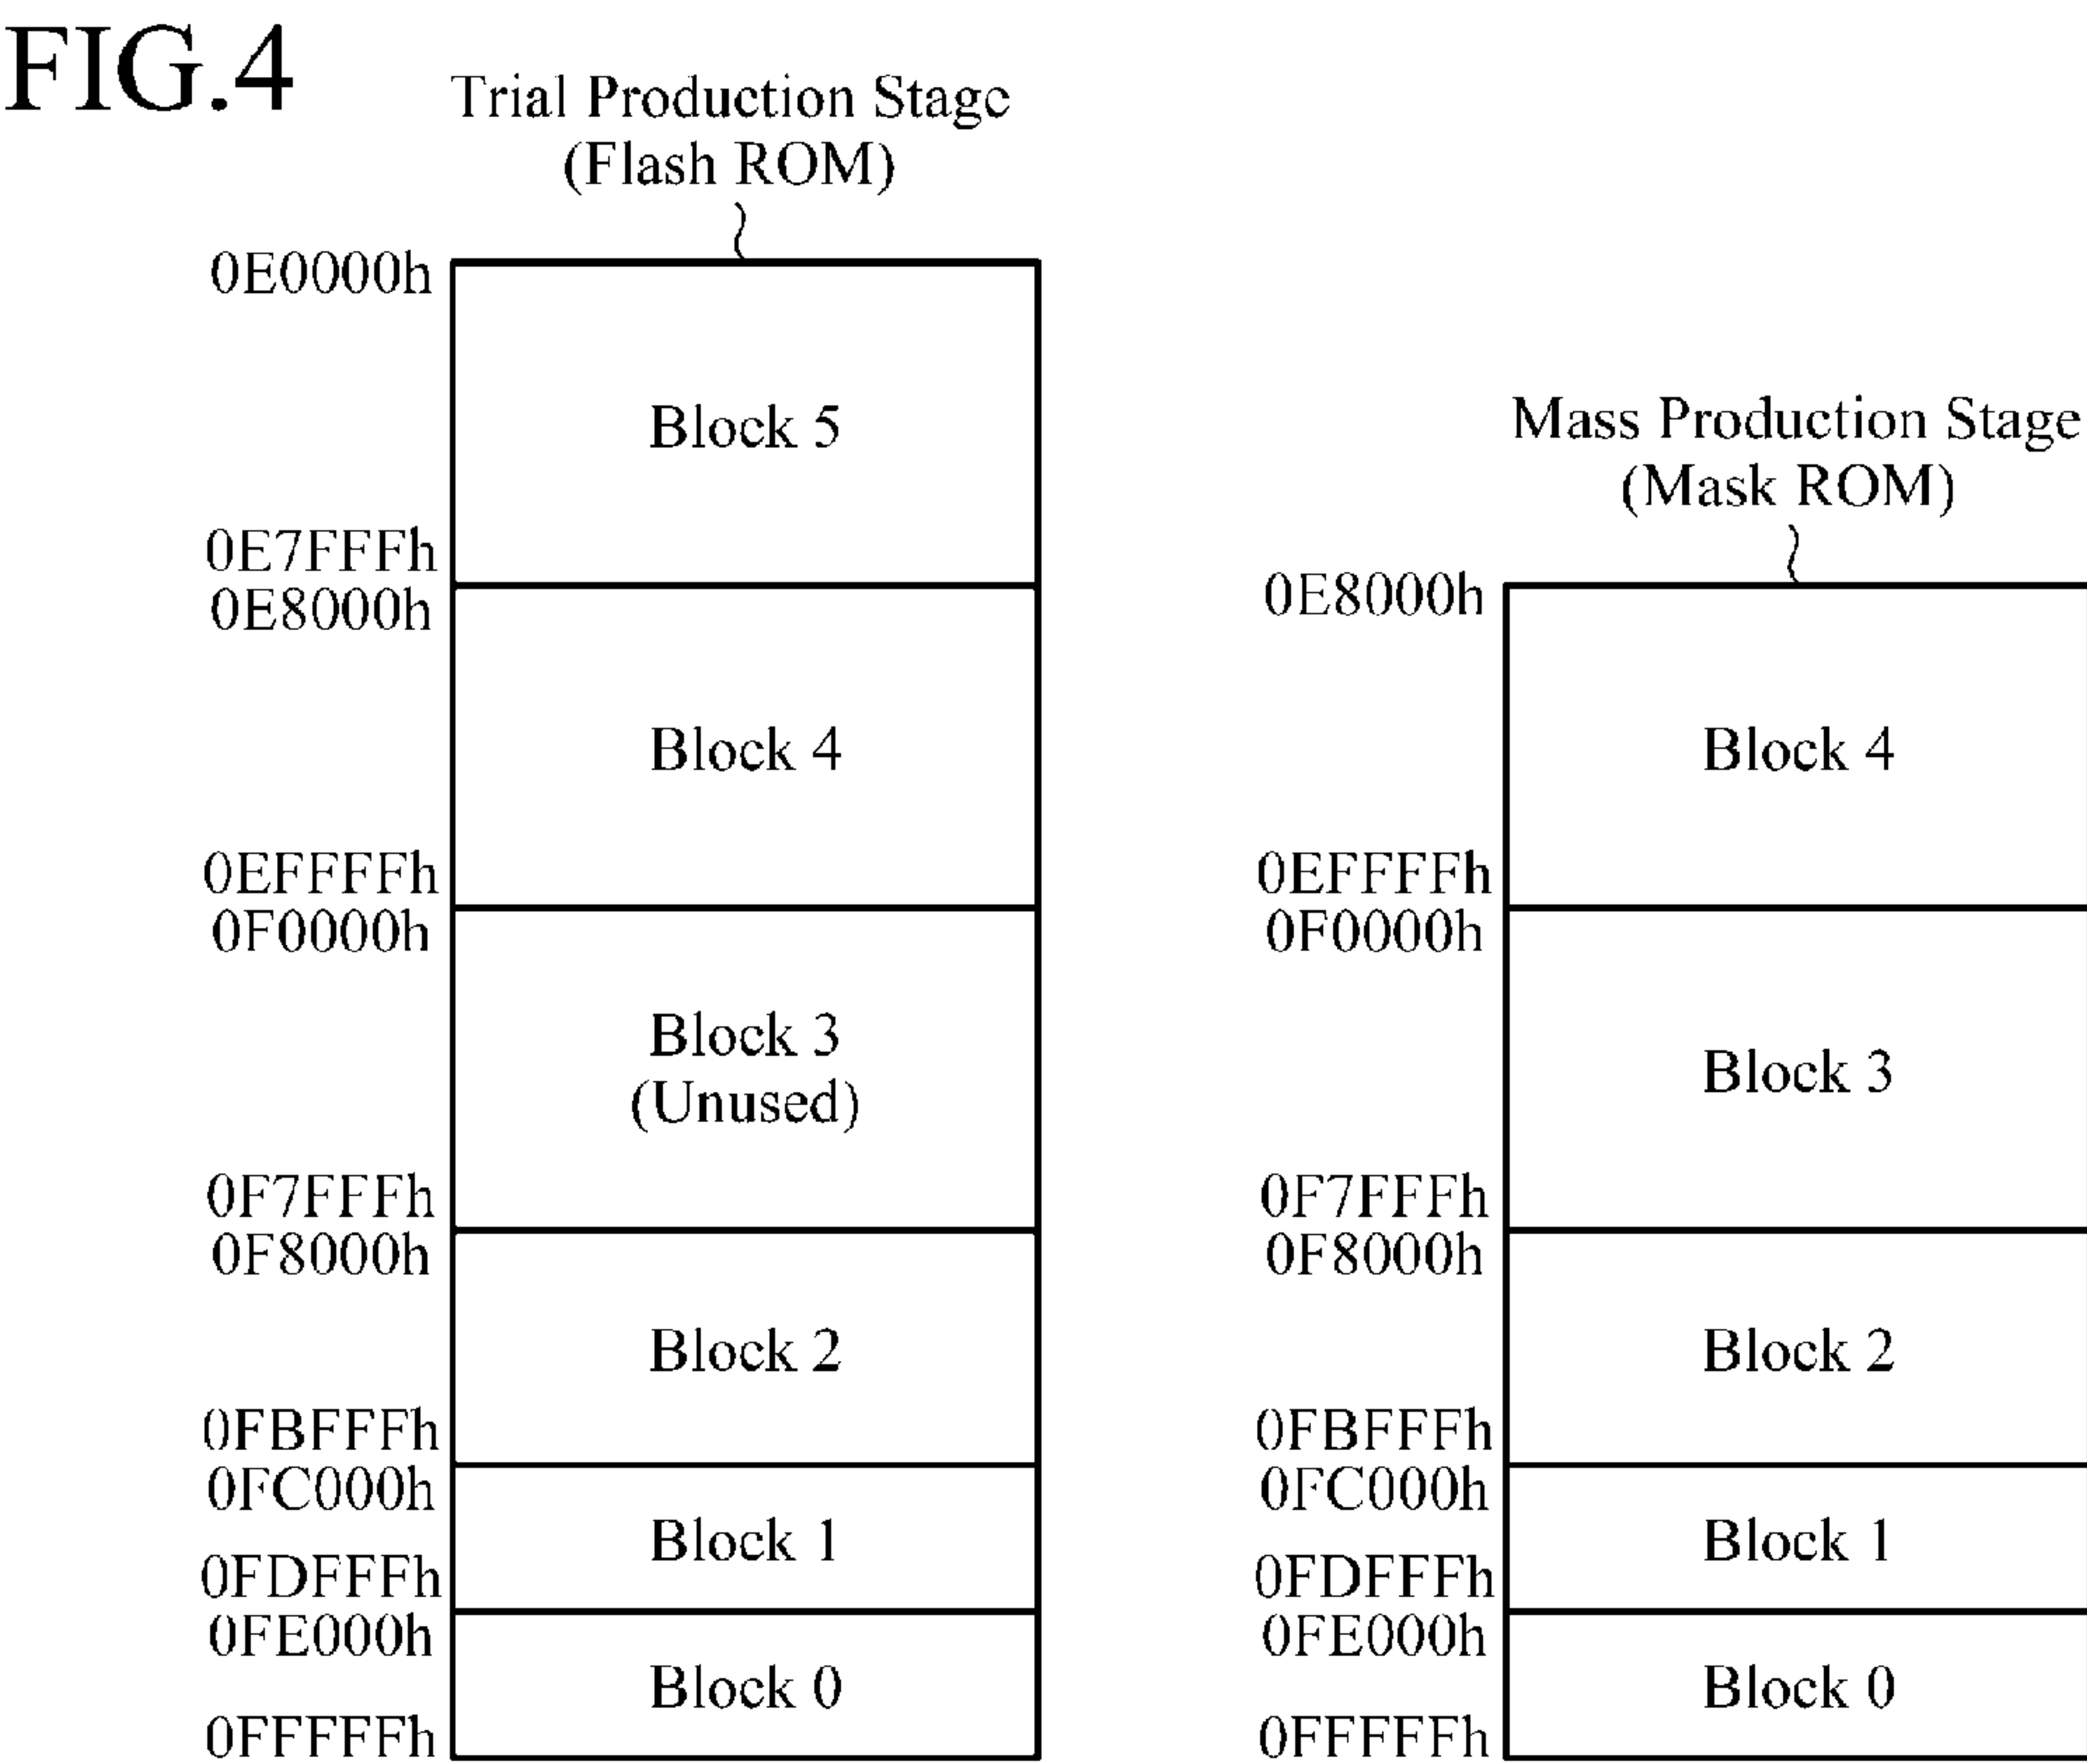 FIG.4
Trial Production Stage
(Flash ROM)
0E0000h
Block 5
0E7FFFh
0E8000h
Block 4
0EFFFFh
0F0000h
Block 3
(Unused)
0F7FFFh
0F8000h
Block 2
0FBFFFh
0FC000h
Block 1
0FDFFFh
0FE000h
Block 0
0FFFFFh
Mass Production Stage
(Mask ROM)
0E8000h
Block 4
0EFFFFh
0F0000h
Block 3
0F7FFFh
0F8000h
Block 2
0FBFFFh
0FC000h
Block 1
0FDFFFh
0FE000h
Block 0
0FFFFFh